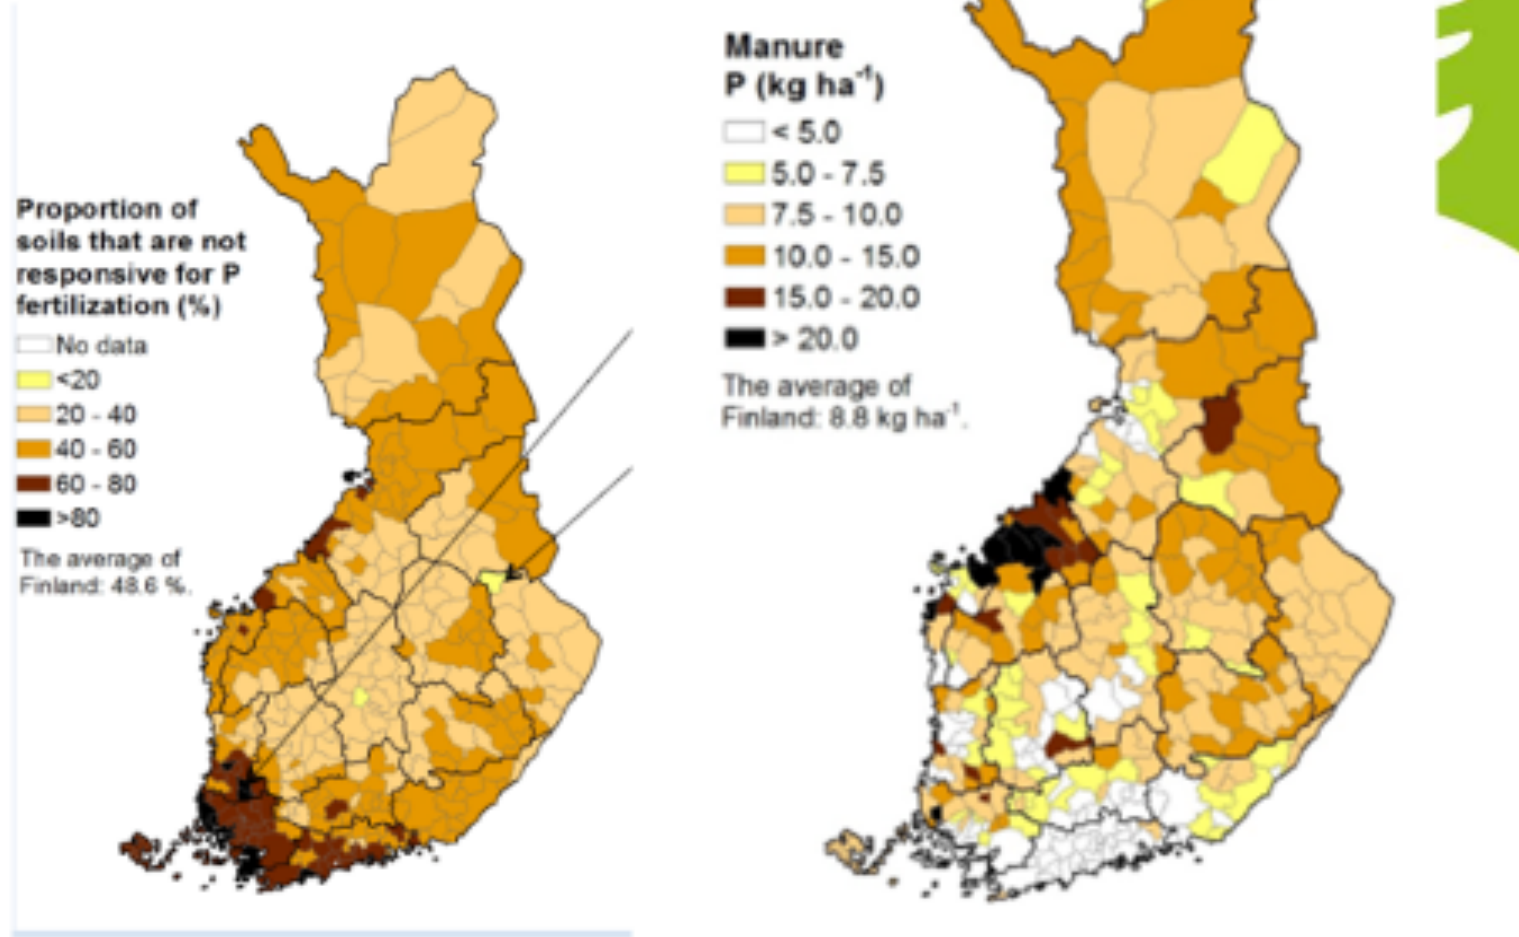 Proportion of
soils that are not
responsive for P
fertilization (%)
No data
<20
20 - 40
40 - 60
60 - 80
>80
The average of
Finland: 48.6 %.
Manure
P (kg ha⁻¹)
< 5.0
5.0 - 7.5
7.5 - 10.0
10.0 - 15.0
15.0 - 20.0
> 20.0
The average of
Finland: 8.8 kg ha⁻¹.